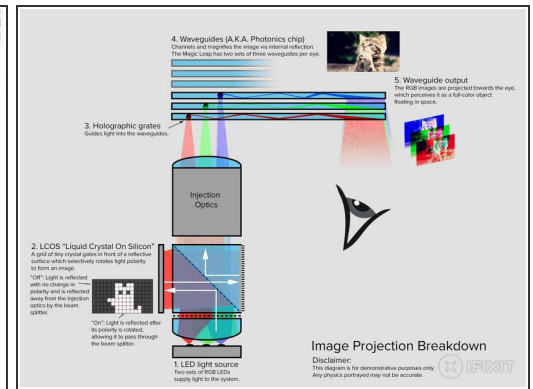 4. Waveguides (A.K.A. Photonics chip)
Channels and magnifies the image via internal reflection.
The Magic Leap has two sets of three waveguides per eye.
5. Waveguide output
The RGB images are projected towards the eye,
which perceives it as a full-color object
floating in space.
3. Holographic grates
Guides light into the waveguides.
Injection
Optics
2. LCOS "Liquid Crystal On Silicon"
A grid of tiny crystal gates in front of a reflective
surface which selectively rotates light polarity
to form an image.
"Off": Light is reflected
with no change in
polarity and is reflected
away from the injection
optics by the beam
splitter.
"On": Light is reflected after
its polarity is rotated,
allowing it to pass through
the beam splitter.
1. LED light source
Two sets of RGB LEDs
supply light to the system.
Image Projection Breakdown
Disclaimer:
This diagram is for demonstrative purposes only.
Any physics portrayed may not be accurate.
IFIXIT